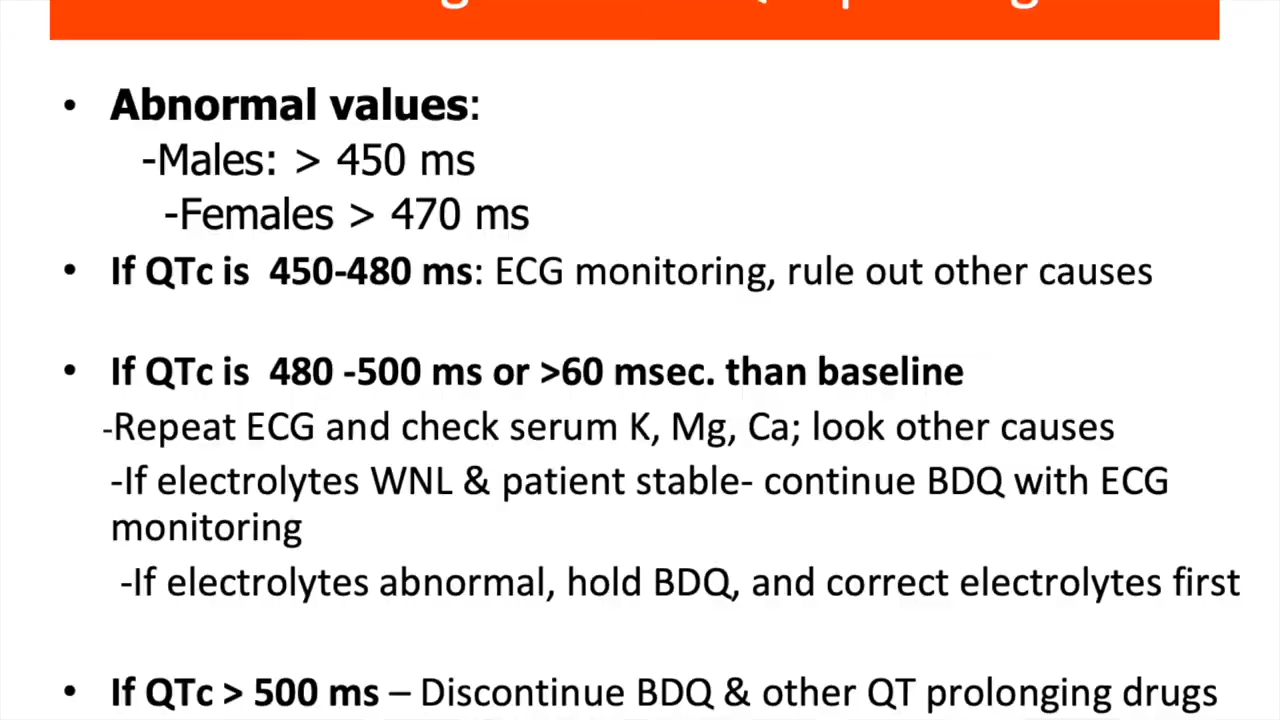 • Abnormal values:
-Males: > 450 ms
-Females > 470 ms
• If QTc is 450-480 ms: ECG monitoring, rule out other causes
• If QTc is 480 -500 ms or >60 msec. than baseline
-Repeat ECG and check serum K, Mg, Ca; look other causes
-If electrolytes WNL & patient stable- continue BDQ with ECG
monitoring
-If electrolytes abnormal, hold BDQ, and correct electrolytes first
• If QTc > 500 ms – Discontinue BDQ & other QT prolonging drugs